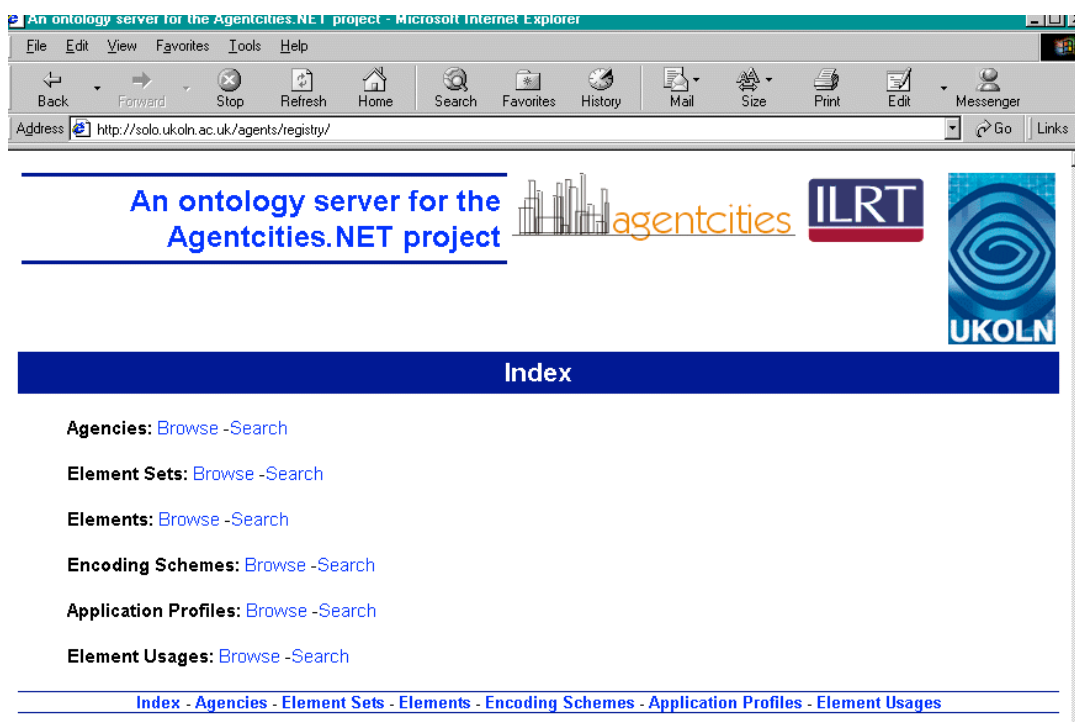 An ontology server for the Agentcities.NET project - Microsoft Internet Explorer
File Edit View Favorites Tools Help
Back Forward Stop Refresh Home Search Favorites History Mail Size Print Edit Messenger
Address http://solo.ukoln.ac.uk/agents/registry/ Go Links
An ontology server for the
Agentcities.NET project
agentcities
ILRT
UKOLN
Index
Agencies: Browse -Search
Element Sets: Browse -Search
Elements: Browse -Search
Encoding Schemes: Browse -Search
Application Profiles: Browse -Search
Element Usages: Browse -Search
Index - Agencies - Element Sets - Elements - Encoding Schemes - Application Profiles - Element Usages